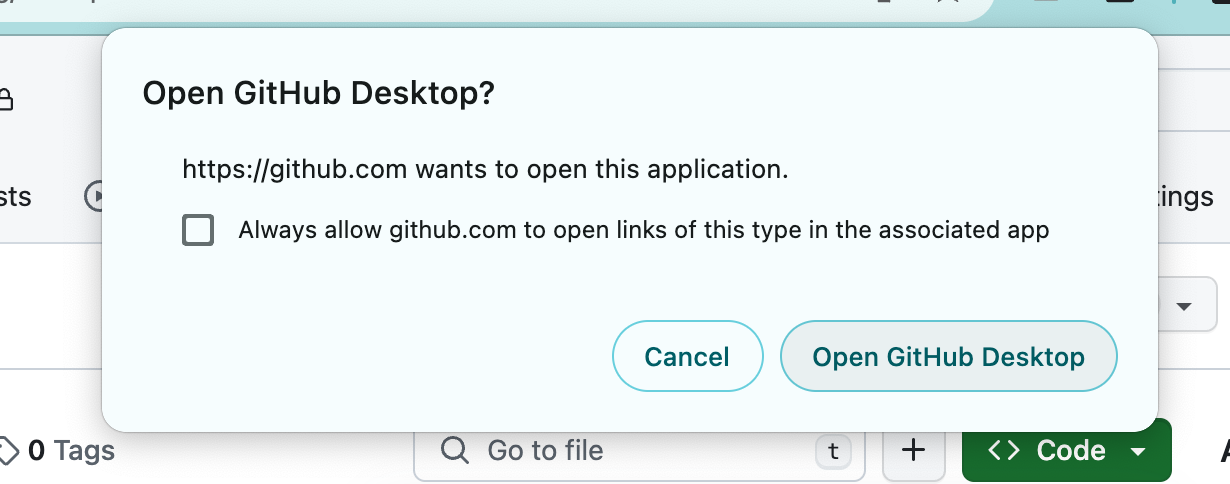 Open GitHub Desktop?
https://github.com wants to open this application.
Always allow github.com to open links of this type in the associated app
Cancel
Open GitHub Desktop
sts
tings
0 Tags
Go to file
t
+
<> Code